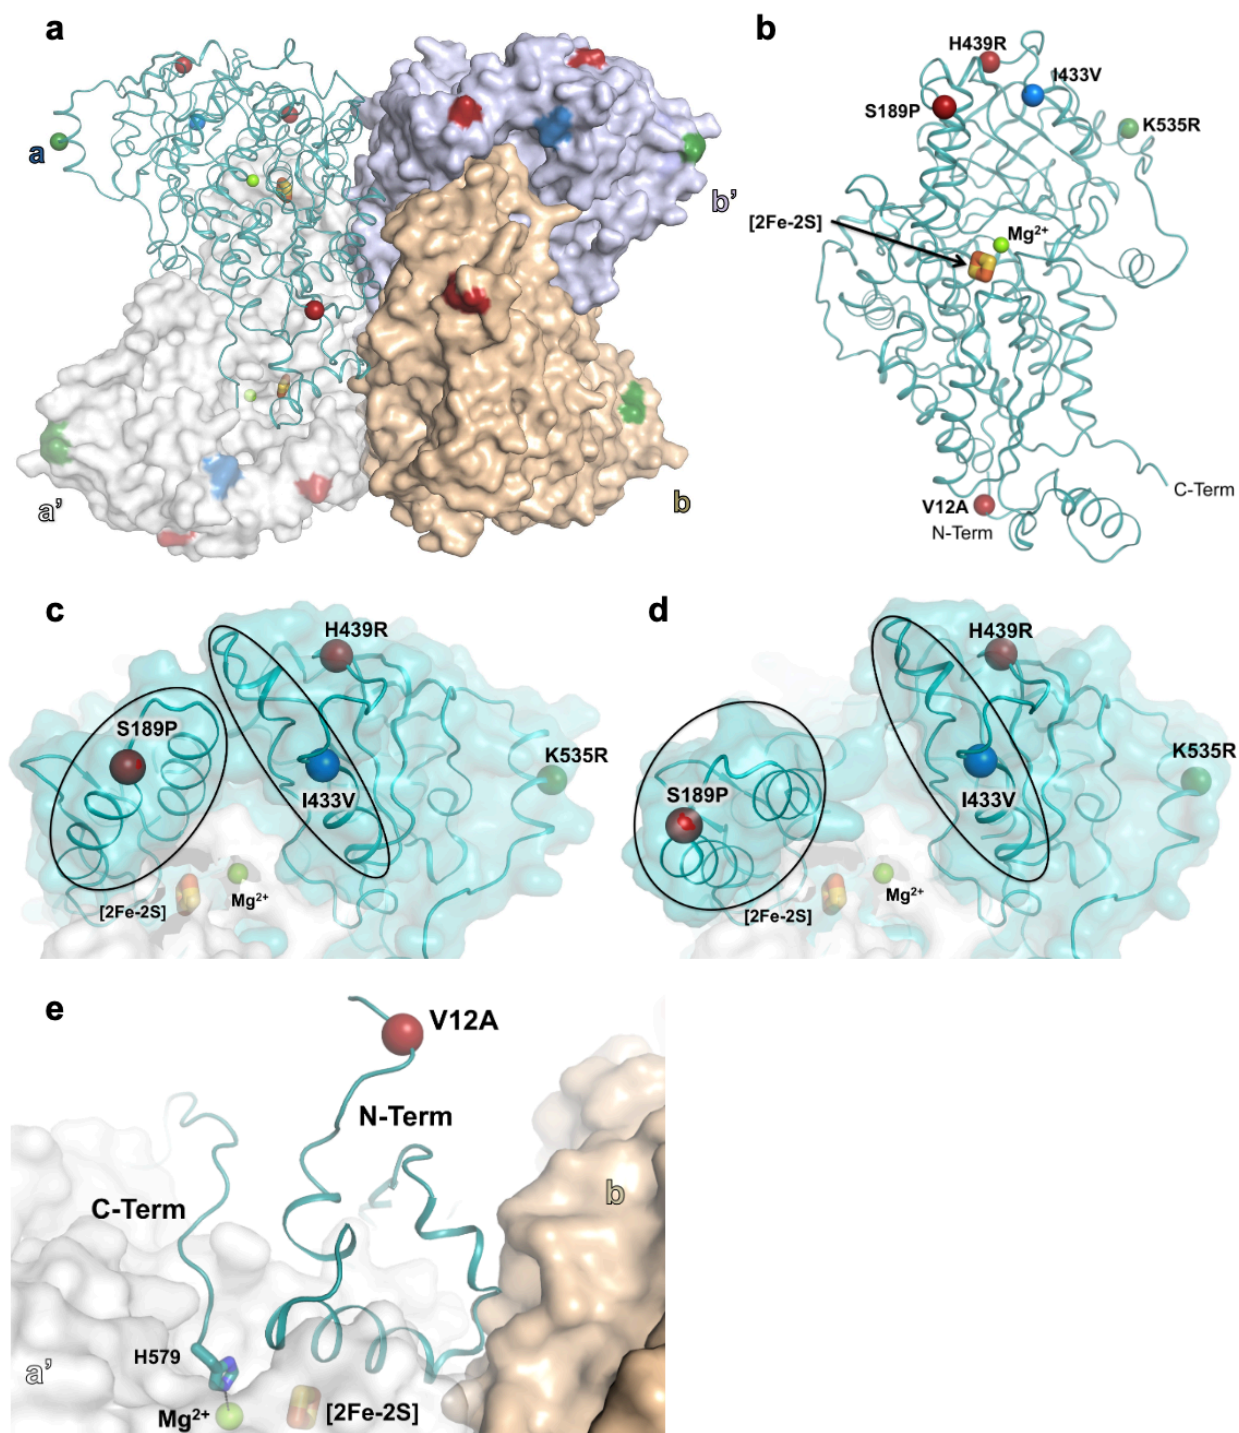 a
a
b'
a'
b
b
H439R
I433V
S189P
K535R
[2Fe-2S]
Mg²⁺
C-Term
V12A
N-Term
c
H439R
S189P
K535R
I433V
[2Fe-2S]
Mg²⁺
d
H439R
K535R
S189P
I433V
[2Fe-2S]
Mg²⁺
e
V12A
N-Term
C-Term
b
H579
a'
Mg²⁺
[2Fe-2S]